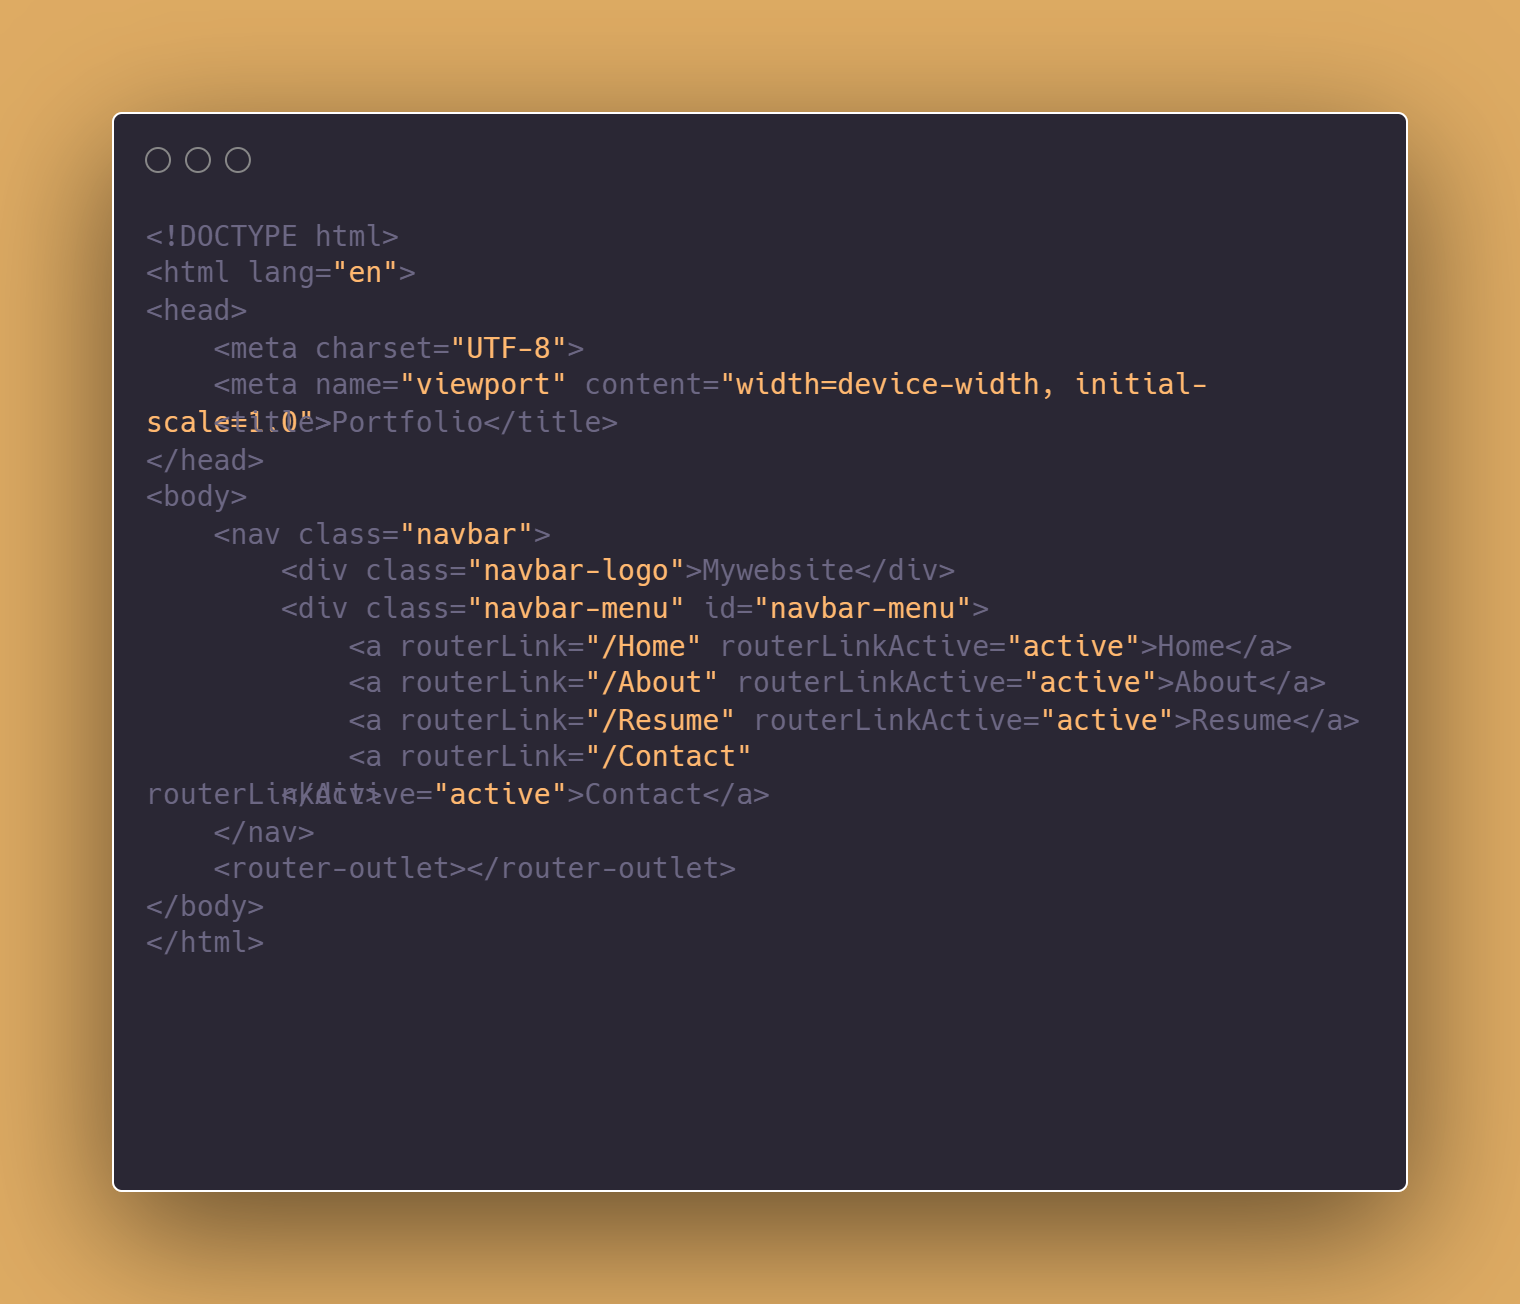 <!DOCTYPE html>
<html lang="en">
<head>
    <meta charset="UTF-8">
    <meta name="viewport" content="width=device-width, initial-
scale=1.0"
    <title>Portfolio</title>
</head>
<body>
    <nav class="navbar">
        <div class="navbar-logo">Mywebsite</div>
        <div class="navbar-menu" id="navbar-menu">
            <a routerLink="/Home" routerLinkActive="active">Home</a>
            <a routerLink="/About" routerLinkActive="active">About</a>
            <a routerLink="/Resume" routerLinkActive="active">Resume</a>
            <a routerLink="/Contact"
routerLinkActive="active">Contact</a>
        </div>
    </nav>
    <router-outlet></router-outlet>
</body>
</html>